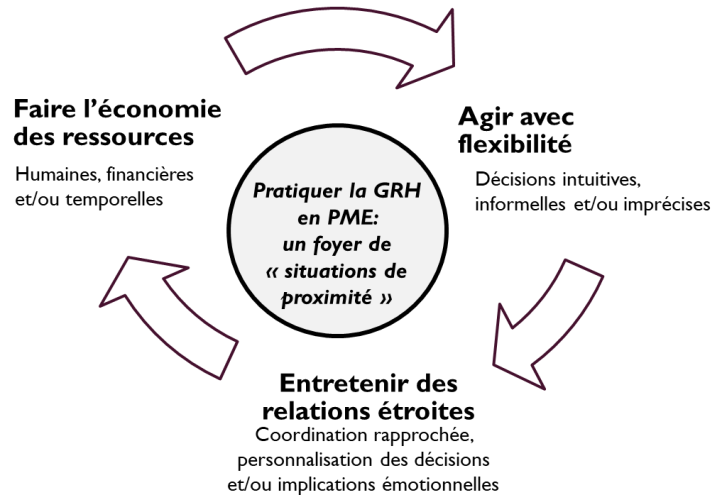 Faire l’économie
des ressources
Humaines, financières
et/ou temporelles
Agir avec
flexibilité
Décisions intuitives,
informelles et/ou imprécises
Pratiquer la GRH
en PME:
un foyer de
« situations de
proximité »
Entretenir des
relations étroites
Coordination rapprochée,
personnalisation des décisions
et/ou implications émotionnelles